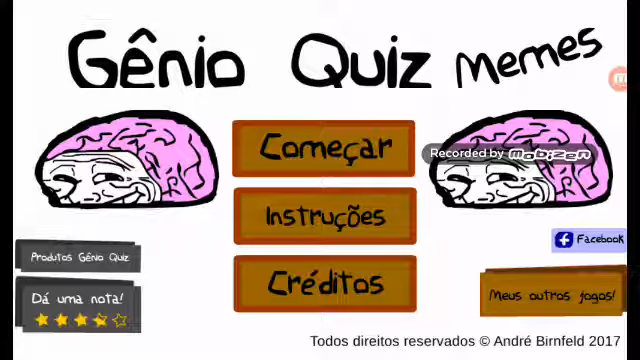 Gênio Quiz Memes
Começar
Recorded by MOBIZEN
Instruções
Facebook
Produtos Gênio Quiz
Créditos
Dá uma nota!
Meus outros jogos!
Todos direitos reservados © André Birnfeld 2017